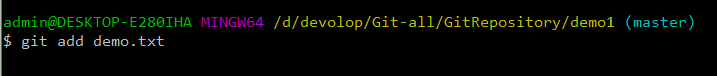 admin@DESKTOP-E280IHA MINGW64 /d/devolop/Git-all/GitRepository/demo1 (master)
$ git add demo.txt